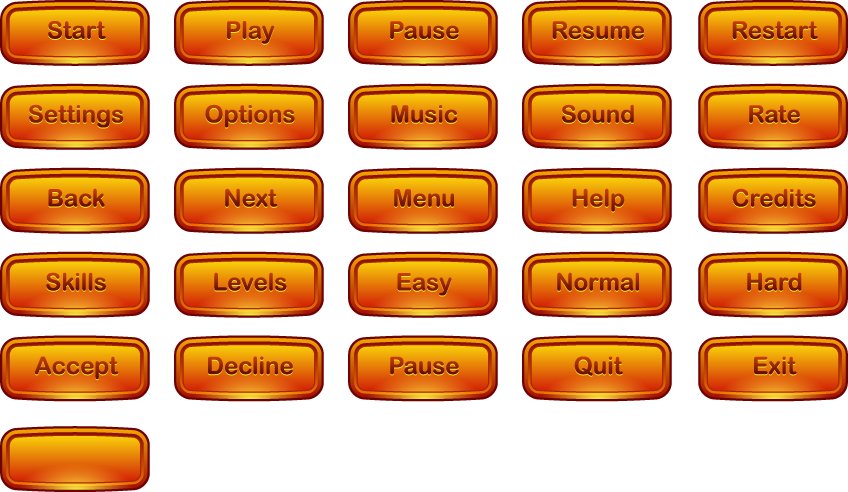 Start Play Pause Resume Restart
Settings Options Music Sound Rate
Back Next Menu Help Credits
Skills Levels Easy Normal Hard
Accept Decline Pause Quit Exit